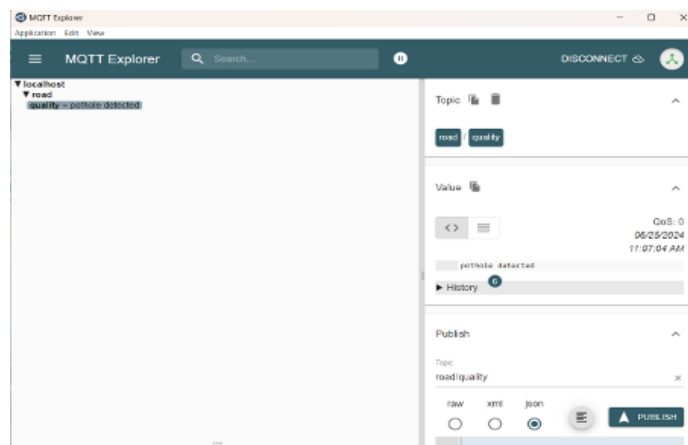 MQTT Explorer
Application Edit View
MQTT Explorer
Search...
DISCONNECT
▼ localhost
▼ road
quality = pothole detected
Topic
road / quality
Value
QoS: 0
06/25/2024
11:07:04 AM
pothole detected
▶ History 6
Publish
Topic
road/quality
raw xml json
PUBLISH